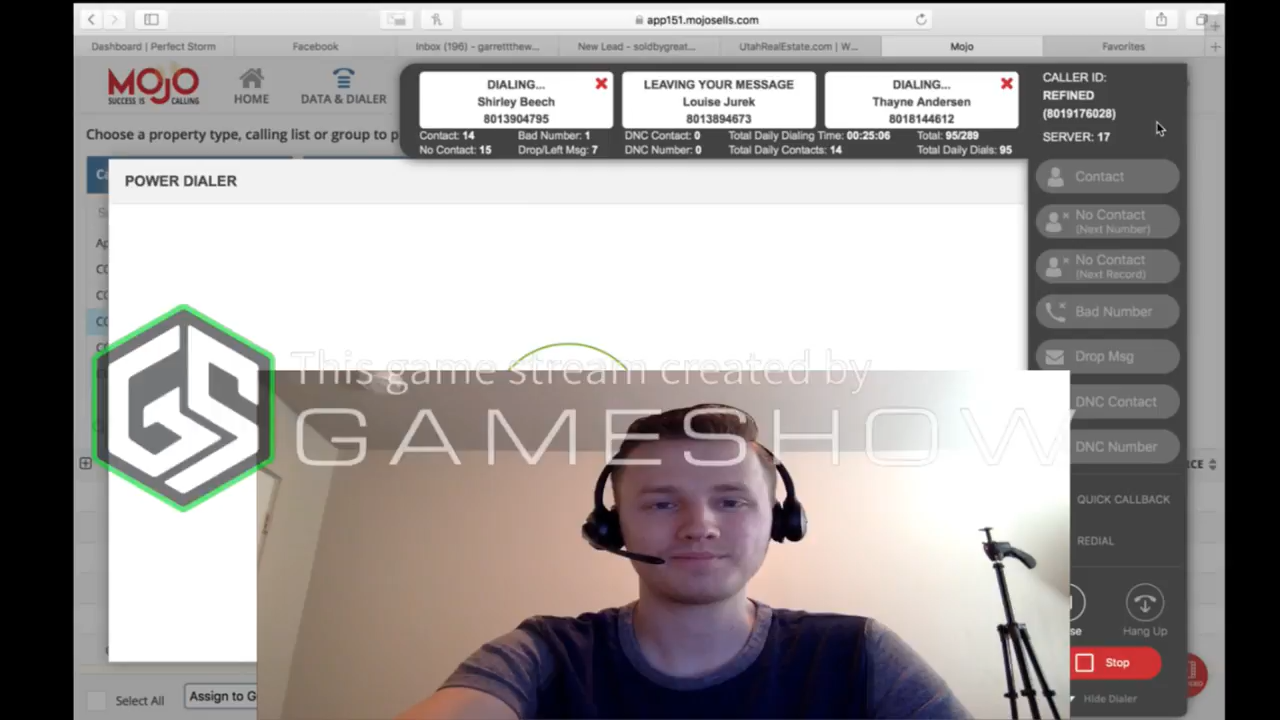 app151.mojosells.com
Dashboard | Perfect Storm
Facebook
Inbox (196) - garrettthew...
New Lead - soldbygreat...
UtahRealEstate.com | W...
Mojo
Favorites
MOJO
SUCCESS IS CALLING
HOME
DATA & DIALER
DIALING...
Shirley Beech
8013904795
LEAVING YOUR MESSAGE
Louise Jurek
8013894673
DIALING...
Thayne Andersen
8018144612
CALLER ID:
REFINED
(8019176028)
SERVER: 17
Contact: 14
Bad Number: 1
DNC Contact: 0
Total Daily Dialing Time: 00:25:06
Total: 95/289
No Contact: 15
Drop/Left Msg: 7
DNC Number: 0
Total Daily Contacts: 14
Total Daily Dials: 95
Choose a property type, calling list or group to p
POWER DIALER
Contact
No Contact
(Next Number)
No Contact
(Next Record)
Bad Number
Drop Msg
DNC Contact
DNC Number
QUICK CALLBACK
REDIAL
se
Hang Up
Stop
Hide Dialer
This game stream created by
GS
GAMESHOW
RCE
Select All
Assign to G